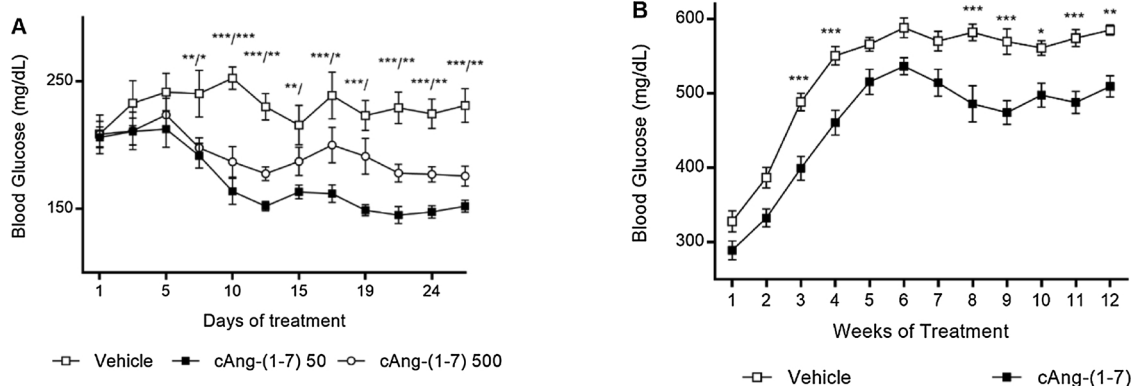 A
Blood Glucose (mg/dL)
250
150
**/*
***/***
***/**
**/
***/*
***/
***/**
***/**
***/**
1 5 10 15 19 24
Days of treatment
Vehicle cAng-(1-7) 50 cAng-(1-7) 500
B
Blood Glucose (mg/dL)
600
500
400
300
***
***
***
***
*
***
**
1 2 3 4 5 6 7 8 9 10 11 12
Weeks of Treatment
Vehicle cAng-(1-7)